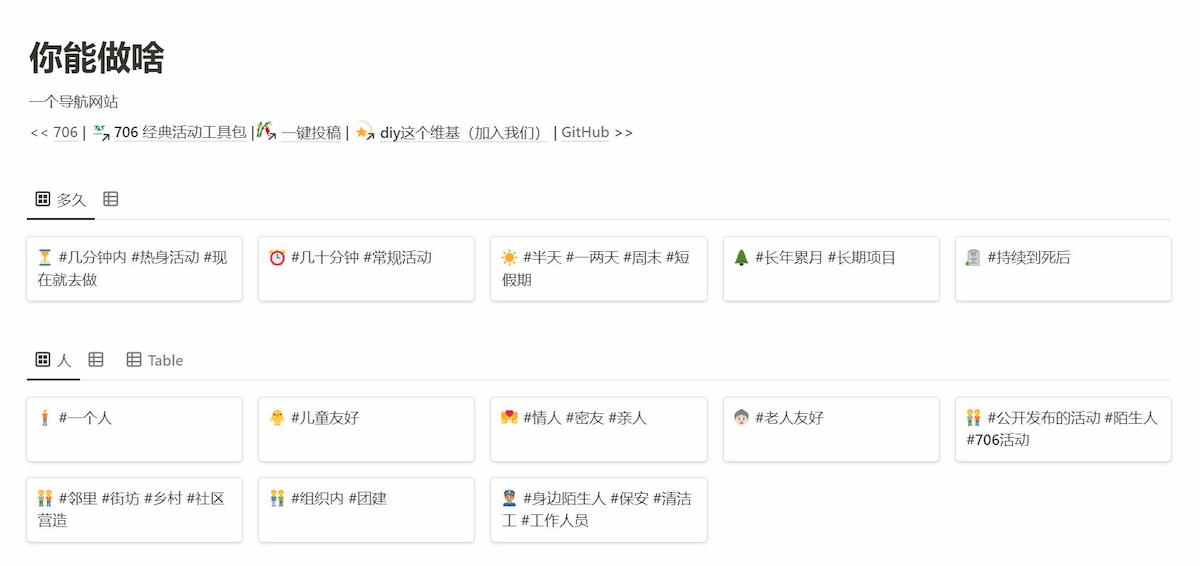 你能做啥
一个导航网站
<< 706 | 706 经典活动工具包 | 一键投稿 | diy这个维基（加入我们） | GitHub >>
多久
#几分钟内 #热身活动 #现
在就去做
#几十分钟 #常规活动
#半天 #一两天 #周末 #短
假期
#长年累月 #长期项目
#持续到死后
人 Table
#一个人
#儿童友好
#情人 #密友 #亲人
#老人友好
#公开发布的活动 #陌生人
#706活动
#邻里 #街坊 #乡村 #社区
营造
#组织内 #团建
#身边陌生人 #保安 #清洁
工 #工作人员